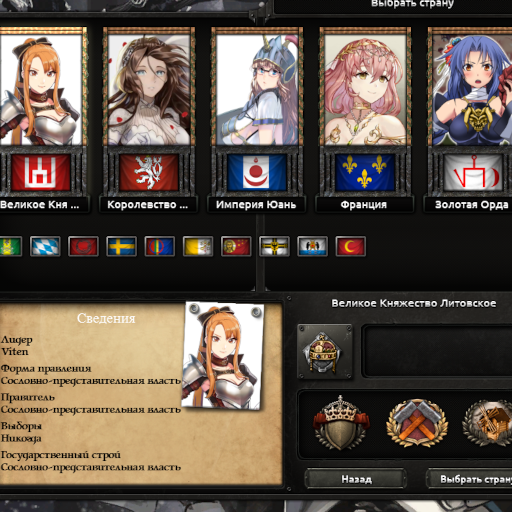 Выбрать страну
Великое Кня ...
Королевство ...
Империя Юань
Франция
Золотая Орда
Сведения
Лидер
Viten
Форма правления
Сословно-представительная власть
Правитель
Сословно-представительная власть
Выборы
Никогда
Государственный строй
Сословно-представительная власть
Великое Княжество Литовское
Назад
Выбрать страну